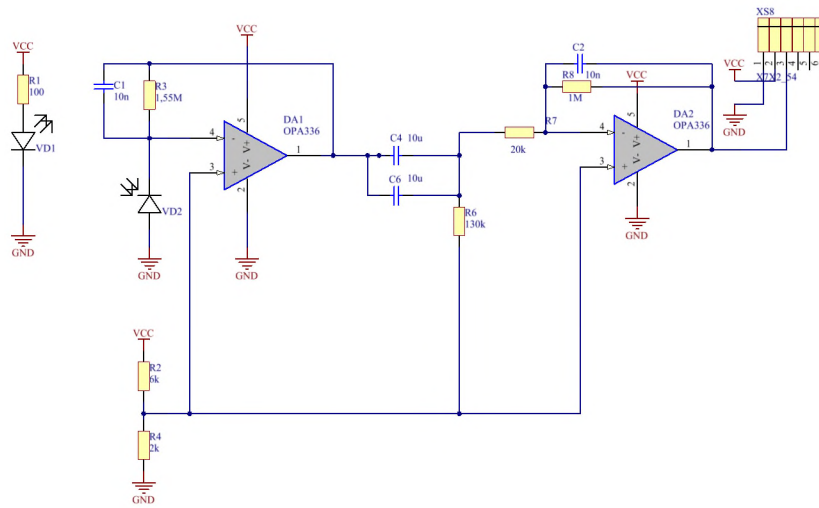 XS8
VCC
R1
100
VD1
GND
C1
10n
R3
1,55M
VCC
DA1
OPA336
4
3
5
2
1
-
+
V+
V-
VD2
GND
GND
C4
10u
C6
10u
R6
130k
R7
20k
C2
10n
R8
1M
VCC
DA2
OPA336
4
3
5
2
1
-
+
V+
V-
GND
VCC
1
2
3
4
5
6
X7X2_54
GND
VCC
R2
6k
R4
2k
GND